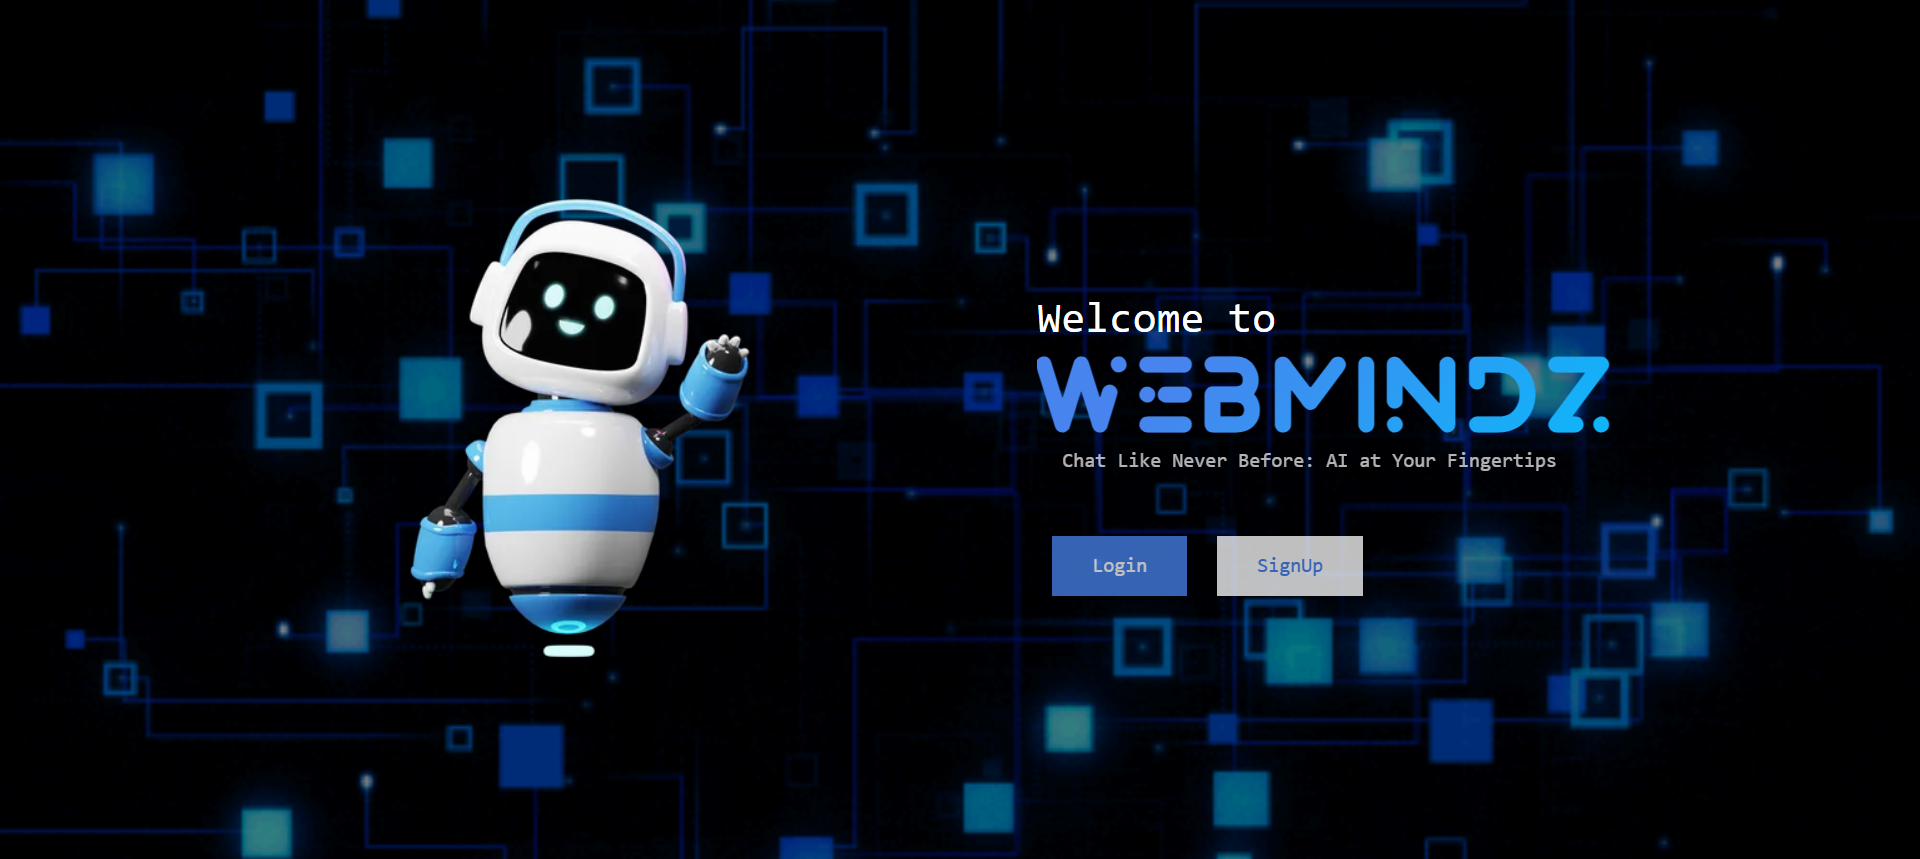 Welcome to
WEBMINDZ.
Chat Like Never Before: AI at Your Fingertips
Login
SignUp